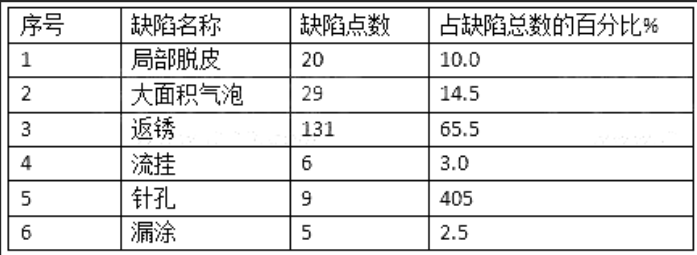 序号 缺陷名称 缺陷点数 占缺陷总数的百分比%
1 局部脱皮 20 10.0
2 大面积气泡 29 14.5
3 返锈 131 65.5
4 流挂 6 3.0
5 针孔 9 405
6 漏涂 5 2.5